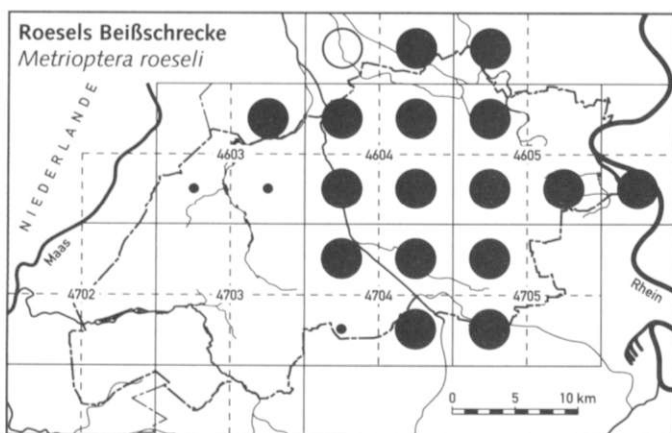 Roesels Beißschrecke
Metrioptera roeseli
NIEDERLANDE
Maas
4603
4604
4605
4702
4703
4704
4705
Rhein
0 5 10 km